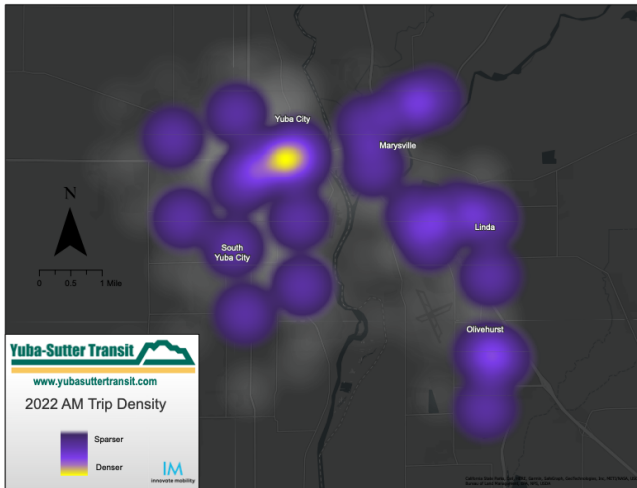 Yuba City
Marysville
N
Linda
South
Yuba City
0 0.5 1 Mile
Olivehurst
Yuba-Sutter Transit
www.yubasuttertransit.com
2022 AM Trip Density
Sparser
Denser
IM
innovate mobility